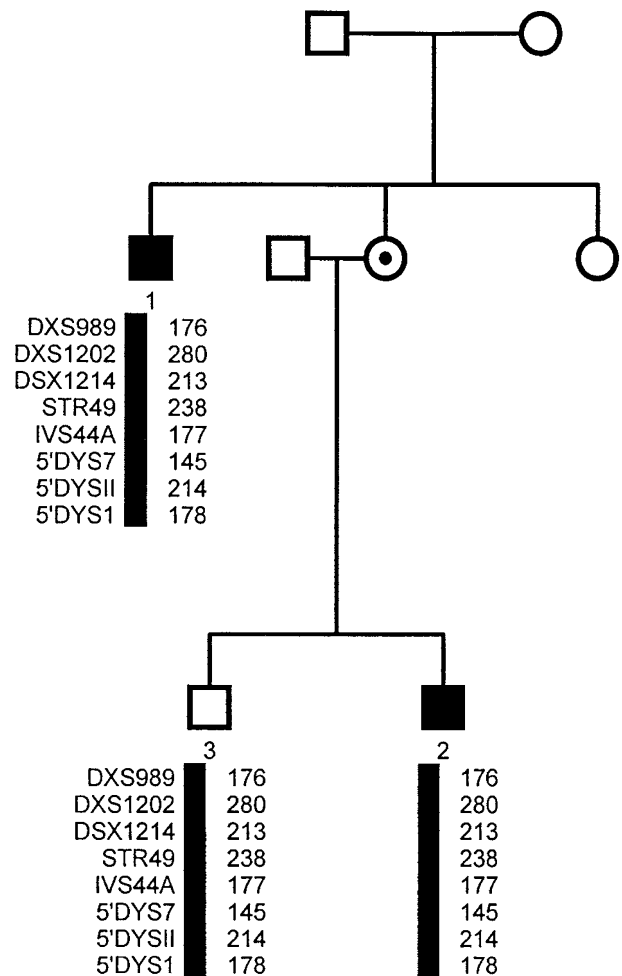 1
DXS989 176
DXS1202 280
DSX1214 213
STR49 238
IVS44A 177
5'DYS7 145
5'DYSII 214
5'DYS1 178
3 2
DXS989 176 176
DXS1202 280 280
DSX1214 213 213
STR49 238 238
IVS44A 177 177
5'DYS7 145 145
5'DYSII 214 214
5'DYS1 178 178